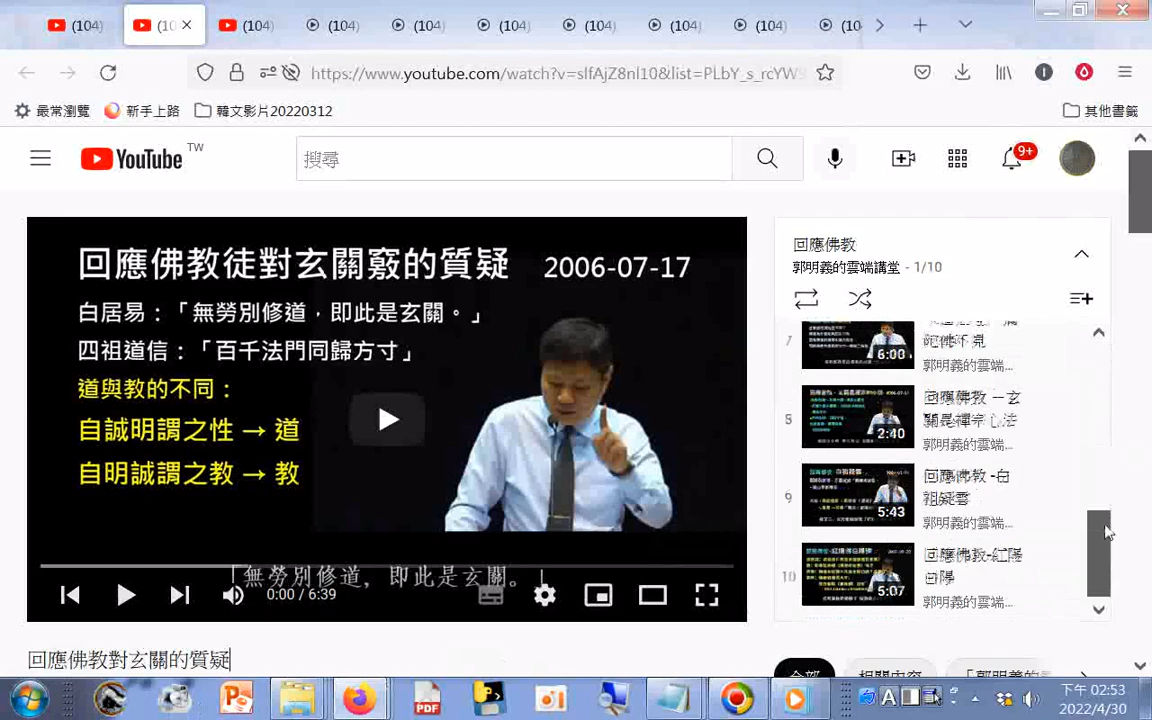 (104)
(10
(104)
(104)
(104)
(104)
(104)
(104)
(104)
(10
https://www.youtube.com/watch?v=slfAjZ8nl10&list=PLbY_s_rcYW
最常瀏覽
新手上路
韓文影片20220312
其他書籤
YouTube
TW
搜尋
9+
回應佛教徒對玄關竅的質疑 2006-07-17
白居易:「無勞別修道，即此是玄關。」
四祖道信:「百千法門同歸方寸」
道與教的不同:
自誠明謂之性 → 道
自明誠謂之教 → 教
「無勞別修道，即此是玄關。」
0:00 / 6:39
回應佛教對玄關的質疑
回應佛教
郭明義的雲端講堂 - 1/10
7
6:08
郭明義的雲端...
2:40
回應佛教 -玄
關是禪宗心法
郭明義的雲端...
9
5:43
回應佛教 -白
郭明義的雲端...
10
5:07
回應佛教-紅陽
白陽
郭明義的雲端...
全部
相關內容
「郭明義的
PDF
A
下午 02:53
2022/4/30